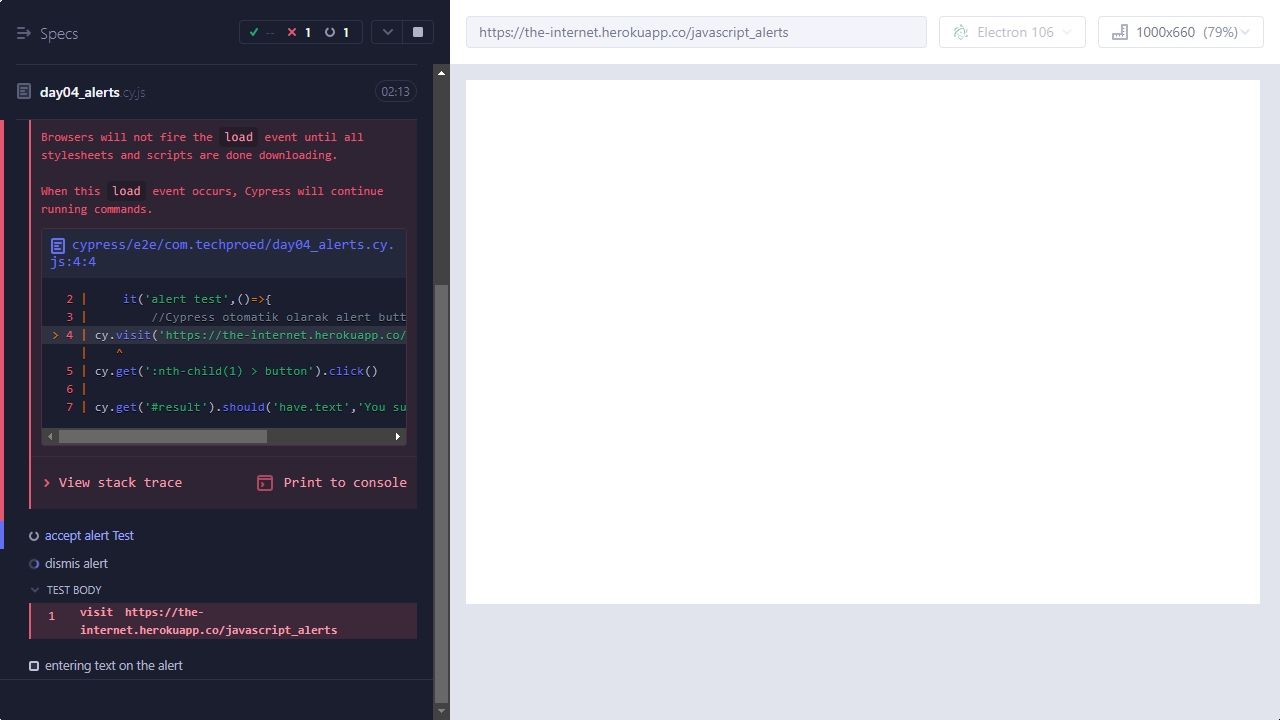 Specs
-- 1 1
https://the-internet.herokuapp.co/javascript_alerts
Electron 106
1000x660 (79%)
day04_alerts.cy.js
02:13
Browsers will not fire the load event until all
stylesheets and scripts are done downloading.
When this load event occurs, Cypress will continue
running commands.
cypress/e2e/com.techproed/day04_alerts.cy.
js:4:4
2 | it('alert test',()=>{
3 | //Cypress otomatik olarak alert butt
> 4 | cy.visit('https://the-internet.herokuapp.co/
| ^
5 | cy.get(':nth-child(1) > button').click()
6 |
7 | cy.get('#result').should('have.text','You su
View stack trace
Print to console
accept alert Test
dismis alert
TEST BODY
1 visit https://the-
internet.herokuapp.co/javascript_alerts
entering text on the alert